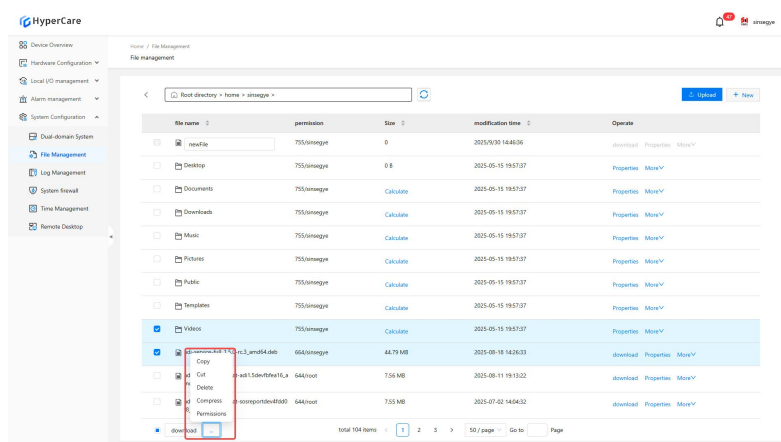 HyperCare
47
sinsegye
Device Overview
Hardware Configuration
Local I/O management
Alarm management
System Configuration
Dual-domain System
File Management
Log Management
System firewall
Time Management
Remote Desktop
Home / File Management
File management
Root directory > home > sinsegye >
Upload
+ New
file name permission Size modification time Operate
newFile 755/sinsegye 0 2025/9/30 14:46:36 download Properties More
Desktop 755/sinsegye 0 B 2025-05-15 19:57:37 Properties More
Documents 755/sinsegye Calculate 2025-05-15 19:57:37 Properties More
Downloads 755/sinsegye Calculate 2025-05-15 19:57:37 Properties More
Music 755/sinsegye Calculate 2025-05-15 19:57:37 Properties More
Pictures 755/sinsegye Calculate 2025-05-15 19:57:37 Properties More
Public 755/sinsegye Calculate 2025-05-15 19:57:37 Properties More
Templates 755/sinsegye Calculate 2025-05-15 19:57:37 Properties More
Videos 755/sinsegye Calculate 2025-05-15 19:57:37 Properties More
-rc.3_amd64.deb 664/sinsegye 44.79 MB 2025-08-18 14:26:33 download Properties More
at-adi1.5devfbfea16_a 644/root 7.56 MB 2025-08-11 19:13:22 download Properties More
at-sosreportdev4fdd0 644/root 7.55 MB 2025-07-02 14:04:32 download Properties More
Copy
Cut
Delete
Compress
Permissions
download ...
total 104 items < 1 2 3 > 50 / page Go to Page